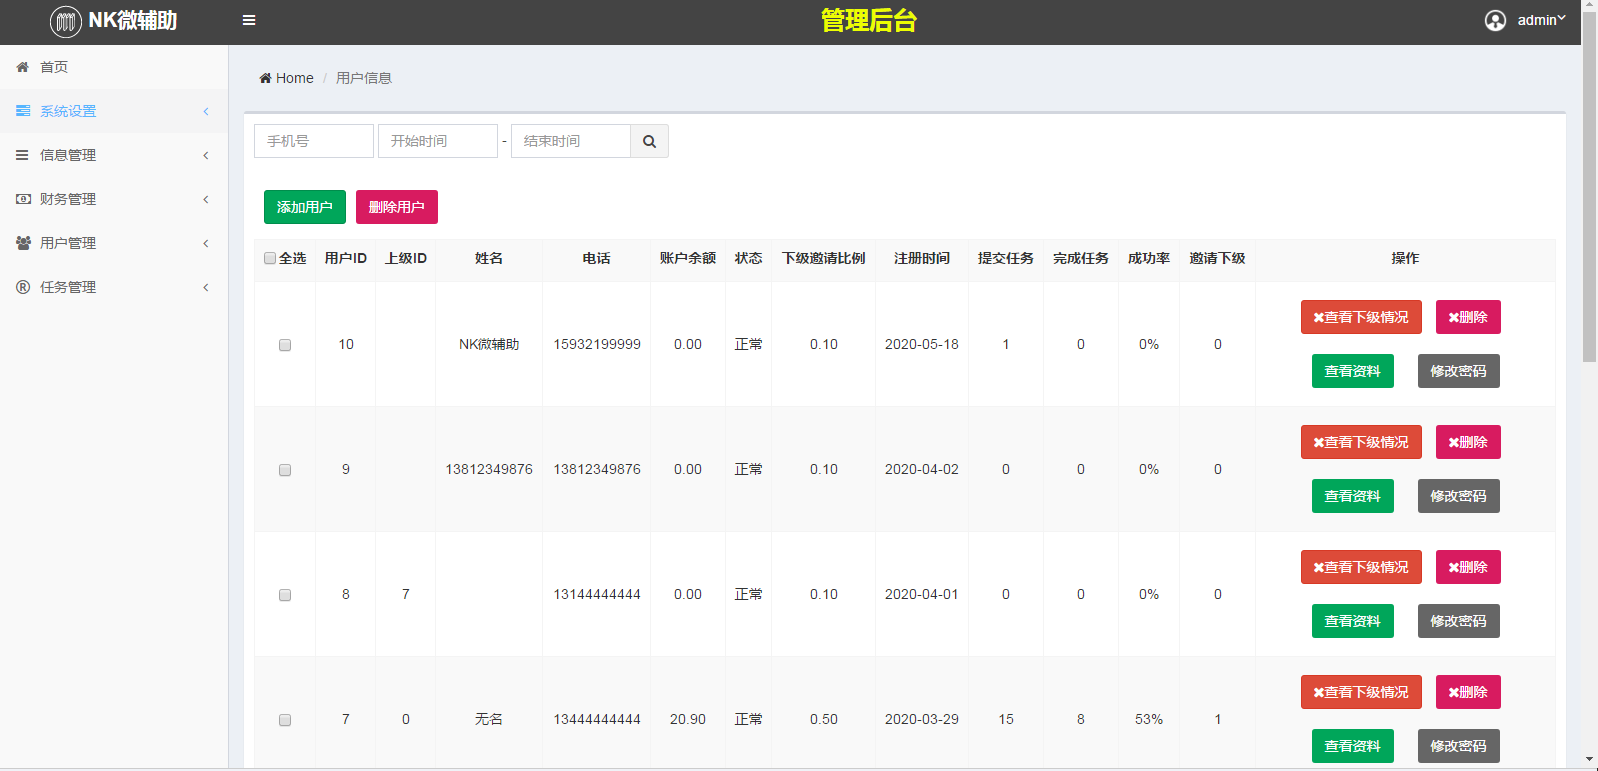 NK微辅助
管理后台
admin
首页
系统设置
信息管理
财务管理
用户管理
任务管理
Home / 用户信息
手机号 开始时间 - 结束时间
添加用户 删除用户
全选 用户ID 上级ID 姓名 电话 账户余额 状态 下级邀请比例 注册时间 提交任务 完成任务 成功率 邀请下级 操作
10 NK微辅助 15932199999 0.00 正常 0.10 2020-05-18 1 0 0% 0
查看下级情况 删除
查看资料 修改密码
9 13812349876 13812349876 0.00 正常 0.10 2020-04-02 0 0 0% 0
查看下级情况 删除
查看资料 修改密码
8 7 13144444444 0.00 正常 0.10 2020-04-01 0 0 0% 0
查看下级情况 删除
查看资料 修改密码
7 0 无名 13444444444 20.90 正常 0.50 2020-03-29 15 8 53% 1
查看下级情况 删除
查看资料 修改密码